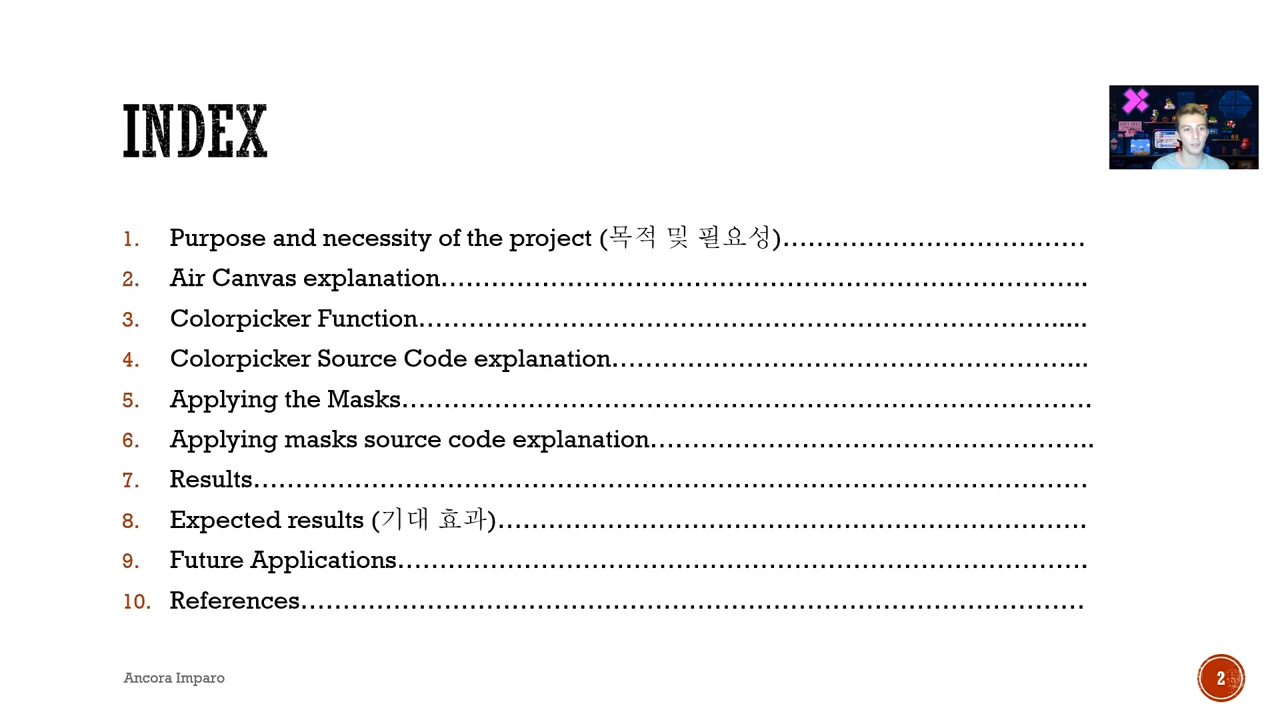 INDEX
1. Purpose and necessity of the project (목적 및 필요성)………………………………
2. Air Canvas explanation…………………………………………………………………..
3. Colorpicker Function…………………………………………………………………....
4. Colorpicker Source Code explanation………………………………………………...
5. Applying the Masks…………………………………………………………………….
6. Applying masks source code explanation…………………………………………..
7. Results……………………………………………………………………………………
8. Expected results (기대 효과)…………………………………………………………
9. Future Applications…………………………………………………………………….
10. References………………………………………………………………………………
Ancora Imparo
2